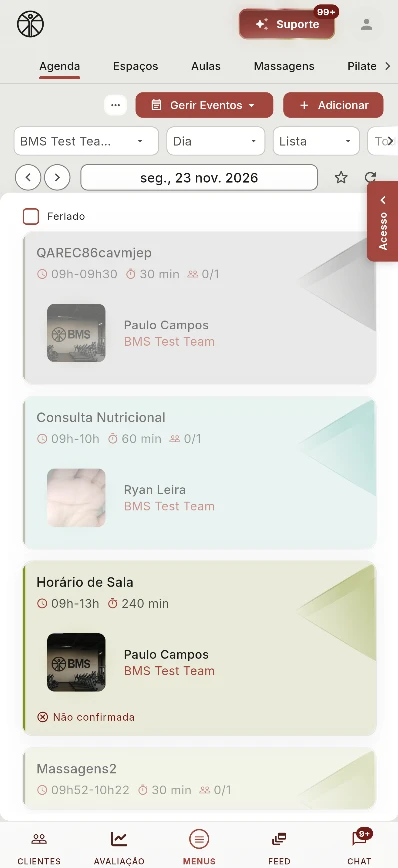 99+
Suporte
Agenda Espaços Aulas Massagens Pilate
Gerir Eventos Adicionar
BMS Test Tea... Dia Lista To
seg., 23 nov. 2026
Feriado
Acesso
QAREC86cavmjep
09h-09h30 30 min 0/1
BMS
Paulo Campos
BMS Test Team
Consulta Nutricional
09h-10h 60 min 0/1
Ryan Leira
BMS Test Team
Horário de Sala
09h-13h 240 min
BMS
Paulo Campos
BMS Test Team
Não confirmada
Massagens2
09h52-10h22 30 min 0/1
9+
CLIENTES AVALIAÇÃO MENUS FEED CHAT